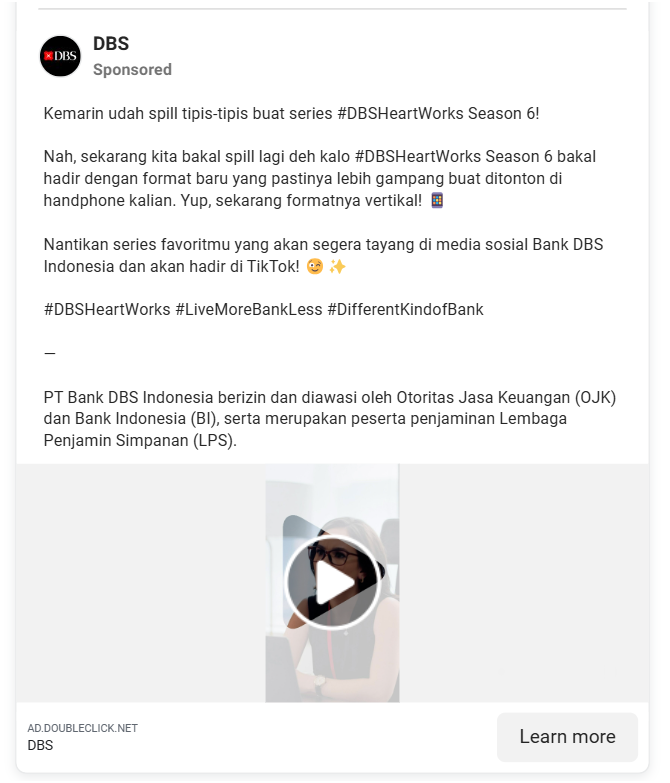 DBS
DBS
Sponsored
Kemarin udah spill tipis-tipis buat series #DBSHeartWorks Season 6!
Nah, sekarang kita bakal spill lagi deh kalo #DBSHeartWorks Season 6 bakal
hadir dengan format baru yang pastinya lebih gampang buat ditonton di
handphone kalian. Yup, sekarang formatnya vertikal! 📱
Nantikan series favoritmu yang akan segera tayang di media sosial Bank DBS
Indonesia dan akan hadir di TikTok! 😉 ✨
#DBSHeartWorks #LiveMoreBankLess #DifferentKindofBank
—
PT Bank DBS Indonesia berizin dan diawasi oleh Otoritas Jasa Keuangan (OJK)
dan Bank Indonesia (BI), serta merupakan peserta penjaminan Lembaga
Penjamin Simpanan (LPS).
AD.DOUBLECLICK.NET
DBS
Learn more